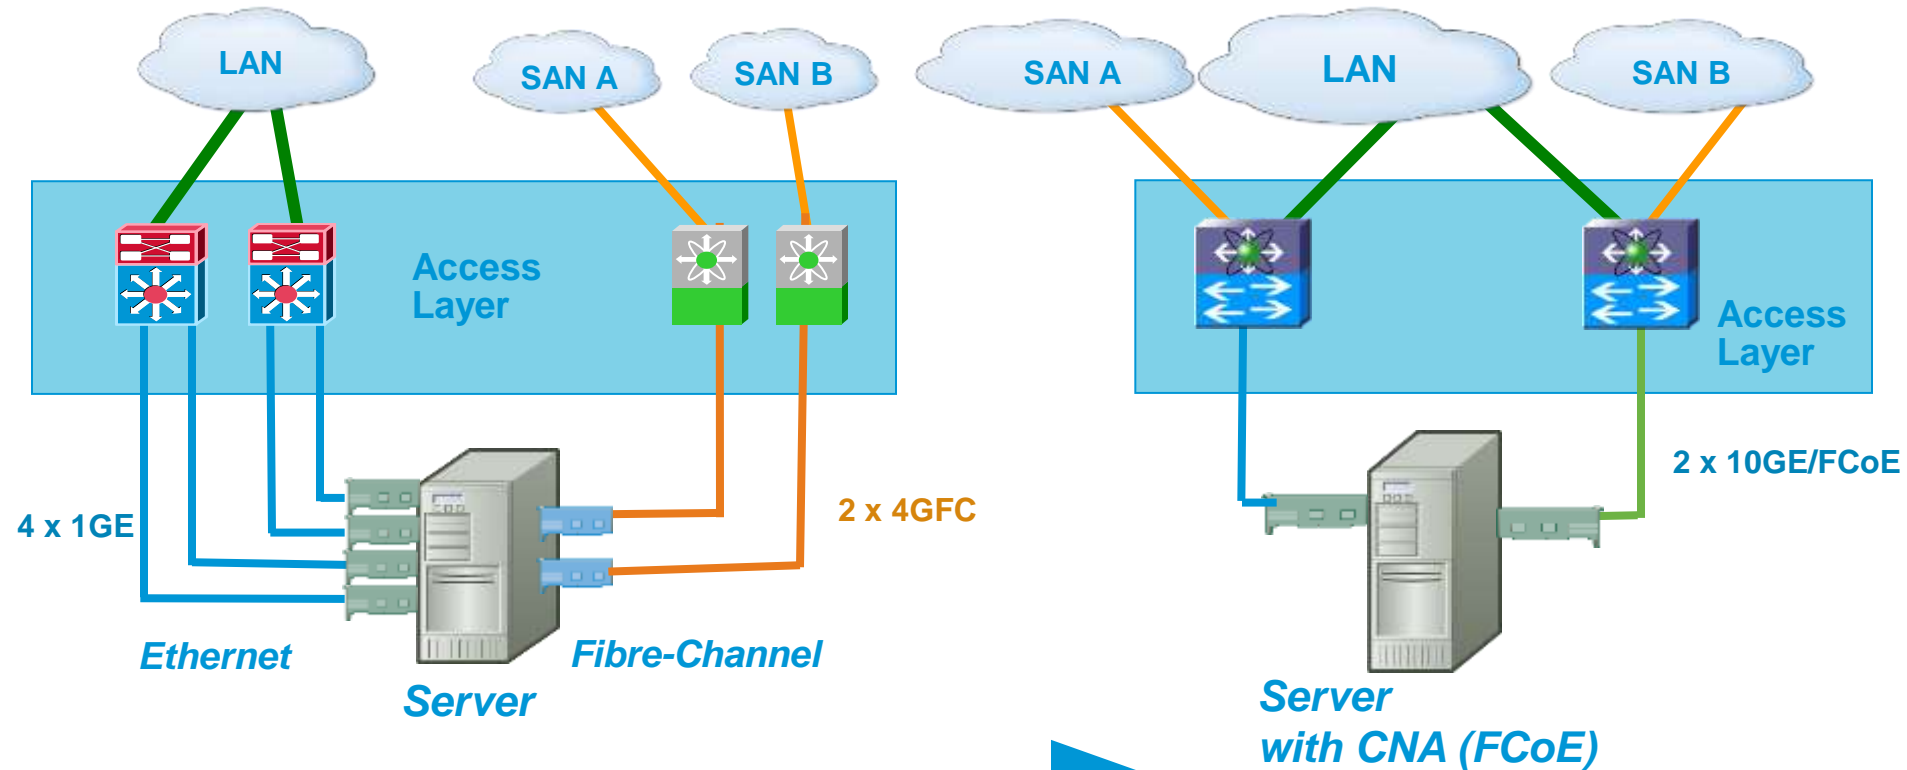 LAN
SAN A
SAN B
Access
Layer
4 x 1GE
2 x 4GFC
Ethernet
Fibre-Channel
Server
SAN A
LAN
SAN B
Access
Layer
2 x 10GE/FCoE
Server
with CNA (FCoE)